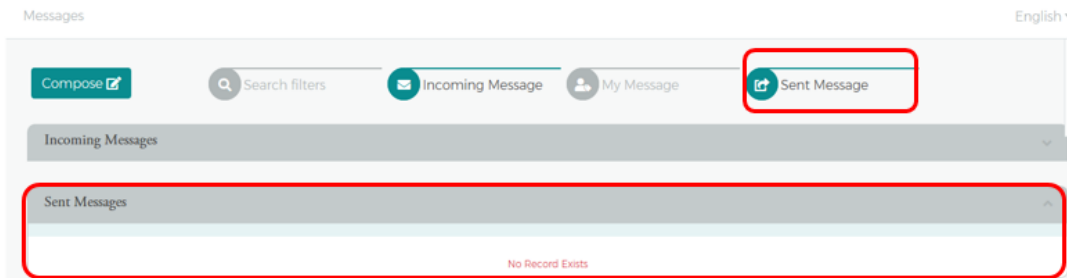 Messages English
Compose Search filters Incoming Message My Message Sent Message
Incoming Messages
Sent Messages
No Record Exists